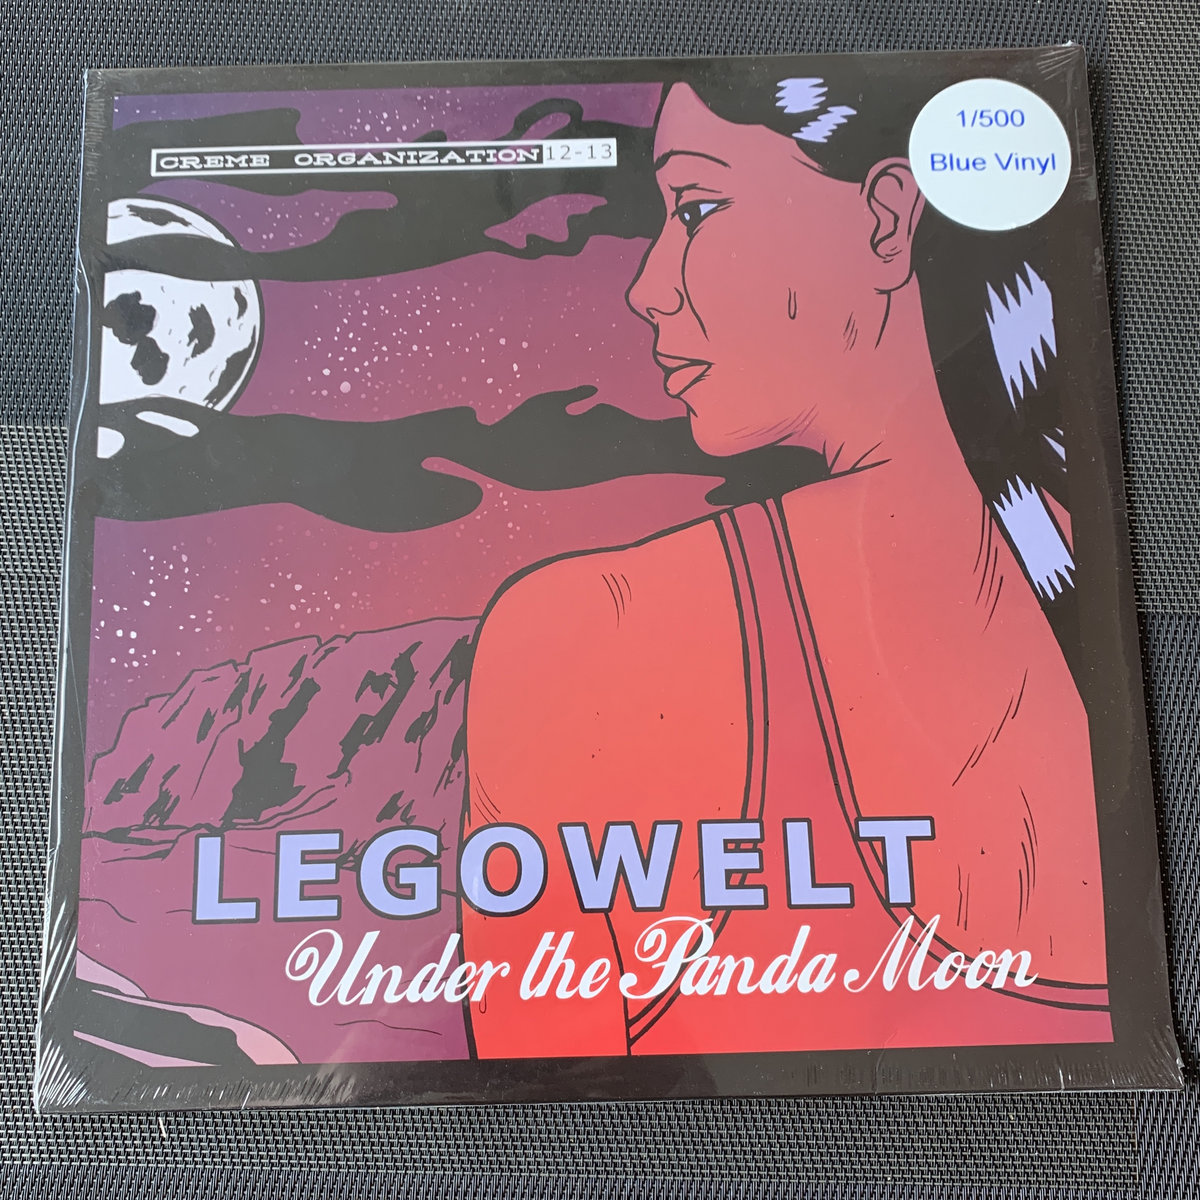 CREME ORGANIZATION 12-13
1/500
Blue Vinyl
LEGOWELT
Under the Panda Moon